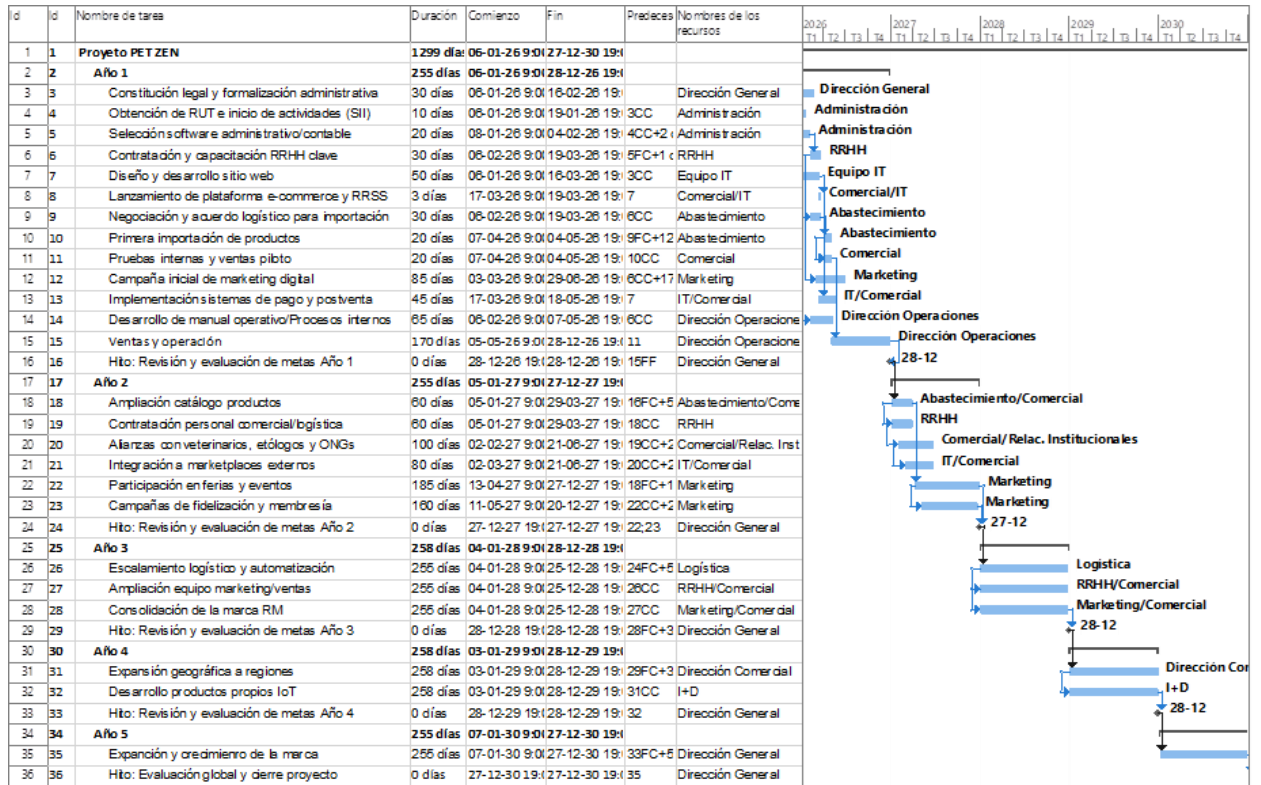 Id Id Nombre de tarea Duración Comienzo Fin Predeces Nombres de los recursos
2026 2027 2028 2029 2030
T1 T2 T3 T4 T1 T2 T3 T4 T1 T2 T3 T4 T1 T2 T3 T4 T1 T2 T3 T4
1 1 Proyeto PETZEN 1299 días 06-01-26 9:00 27-12-30 19:
2 2 Año 1 255 días 06-01-26 9:00 28-12-26 19:
3 3 Constitución legal y formalización administrativa 30 días 06-01-26 9:00 16-02-26 19: Dirección General
4 4 Obtención de RUT e inicio de actividades (SII) 10 días 06-01-26 9:00 19-01-26 19: 3CC Administración
5 5 Selección software administrativo/contable 20 días 08-01-26 9:00 04-02-26 19: 4CC+2 Administración
6 6 Contratación y capacitación RRHH clave 30 días 06-02-26 9:00 19-03-26 19: 5FC+1 RRHH
7 7 Diseño y desarrollo sitio web 50 días 06-01-26 9:00 16-03-26 19: 3CC Equipo IT
8 8 Lanzamiento de plataforma e-commerce y RRSS 3 días 17-03-26 9:00 19-03-26 19: 7 Comercial/IT
9 9 Negociación y acuerdo logístico para importación 30 días 06-02-26 9:00 19-03-26 19: 6CC Abastecimiento
10 10 Primera importación de productos 20 días 07-04-26 9:00 04-05-26 19: 9FC+12 Abastecimiento
11 11 Pruebas internas y ventas piloto 20 días 07-04-26 9:00 04-05-26 19: 10CC Comercial
12 12 Campaña inicial de marketing digital 85 días 03-03-26 9:00 29-06-26 19: 6CC+17 Marketing
13 13 Implementación sistemas de pago y postventa 45 días 17-03-26 9:00 18-05-26 19: 7 IT/Comercial
14 14 Desarrollo de manual operativo/Procesos internos 65 días 06-02-26 9:00 07-05-26 19: 6CC Dirección Operacione
15 15 Ventas y operación 170 días 05-05-26 9:00 28-12-26 19: 11 Dirección Operacione
16 16 Hito: Revisión y evaluación de metas Año 1 0 días 28-12-26 19: 28-12-26 19: 15FF Dirección General
17 17 Año 2 255 días 05-01-27 9:00 27-12-27 19:
18 18 Ampliación catálogo productos 60 días 05-01-27 9:00 29-03-27 19: 16FC+5 Abastecimiento/Come
19 19 Contratación personal comercial/logística 60 días 05-01-27 9:00 29-03-27 19: 18CC RRHH
20 20 Alianzas con veterinarios, etólogos y ONGs 100 días 02-02-27 9:00 21-06-27 19: 19CC+2 Comercial/Relac. Inst
21 21 Integración a marketplaces externos 80 días 02-03-27 9:00 21-06-27 19: 20CC+2 IT/Comercial
22 22 Participación en ferias y eventos 185 días 13-04-27 9:00 27-12-27 19: 18FC+1 Marketing
23 23 Campañas de fidelización y membresía 160 días 11-05-27 9:00 20-12-27 19: 22CC+2 Marketing
24 24 Hito: Revisión y evaluación de metas Año 2 0 días 27-12-27 19: 27-12-27 19: 22;23 Dirección General
25 25 Año 3 258 días 04-01-28 9:00 28-12-28 19:
26 26 Escalamiento logístico y automatización 255 días 04-01-28 9:00 25-12-28 19: 24FC+5 Logística
27 27 Ampliación equipo marketing/ventas 255 días 04-01-28 9:00 25-12-28 19: 26CC RRHH/Comercial
28 28 Consolidación de la marca RM 255 días 04-01-28 9:00 25-12-28 19: 27CC Marketing/Comercial
29 29 Hito: Revisión y evaluación de metas Año 3 0 días 28-12-28 19: 28-12-28 19: 28FC+3 Dirección General
30 30 Año 4 258 días 03-01-29 9:00 28-12-29 19:
31 31 Expansión geográfica a regiones 258 días 03-01-29 9:00 28-12-29 19: 29FC+3 Dirección Comercial
32 32 Desarrollo productos propios IoT 258 días 03-01-29 9:00 28-12-29 19: 31CC I+D
33 33 Hito: Revisión y evaluación de metas Año 4 0 días 28-12-29 19: 28-12-29 19: 32 Dirección General
34 34 Año 5 255 días 07-01-30 9:00 27-12-30 19:
35 35 Expanción y crecimienro de la marca 255 días 07-01-30 9:00 27-12-30 19: 33FC+5 Dirección General
36 36 Hito: Evaluación global y cierre proyecto 0 días 27-12-30 19: 27-12-30 19: 35 Dirección General
Dirección General
Administración
Administración
RRHH
Equipo IT
Comercial/IT
Abastecimiento
Abastecimiento
Comercial
Marketing
IT/Comercial
Dirección Operaciones
Dirección Operaciones
28-12
Abastecimiento/Comercial
RRHH
Comercial/Relac. Institucionales
IT/Comercial
Marketing
Marketing
27-12
Logística
RRHH/Comercial
Marketing/Comercial
28-12
Dirección Cor
I+D
28-12